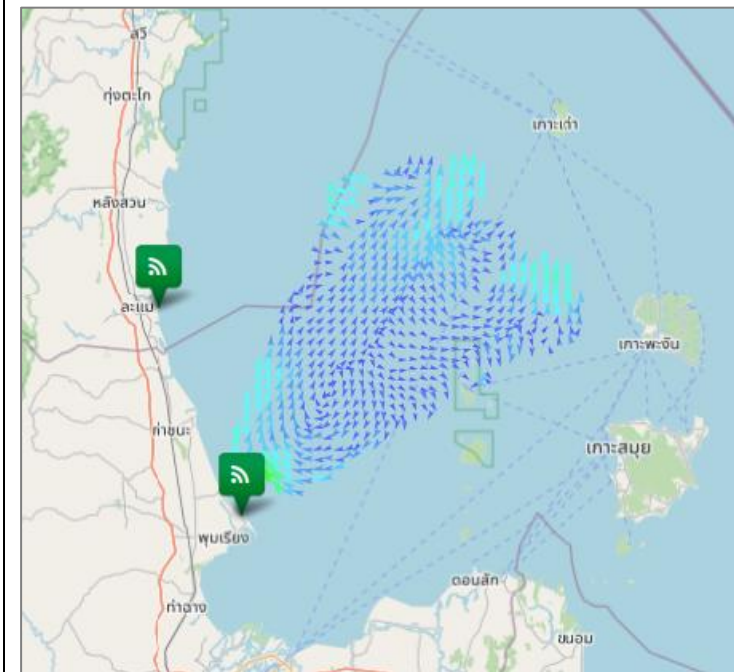 สวี
ทุ่งตะโก
เกาะเต่า
หลังสวน
ละแม
เกาะพะงัน
ท่าชนะ
เกาะสมุย
พุมเรียง
ดอนสัก
ท่าฉาง
ขนอม